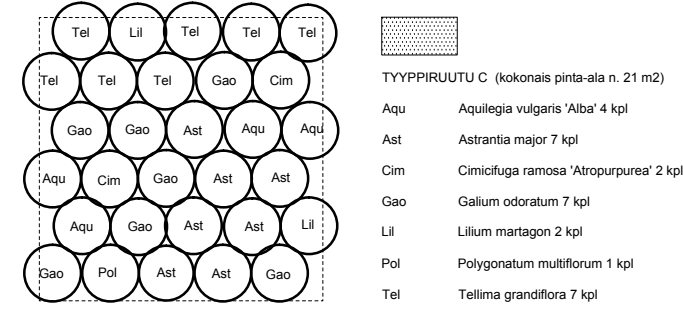 Tel Lil Tel Tel Tel
Tel Tel Tel Gao Cim
Gao Gao Ast Aqu Aqu
Aqu Cim Gao Ast Ast
Aqu Gao Ast Ast Lil
Gao Pol Ast Ast Gao
TYYPPIRUUTU C (kokonais pinta-ala n. 21 m2)
Aqu Aquilegia vulgaris 'Alba' 4 kpl
Ast Astrantia major 7 kpl
Cim Cimicifuga ramosa 'Atropurpurea' 2 kpl
Gao Galium odoratum 7 kpl
Lil Lilium martagon 2 kpl
Pol Polygonatum multiflorum 1 kpl
Tel Tellima grandiflora 7 kpl